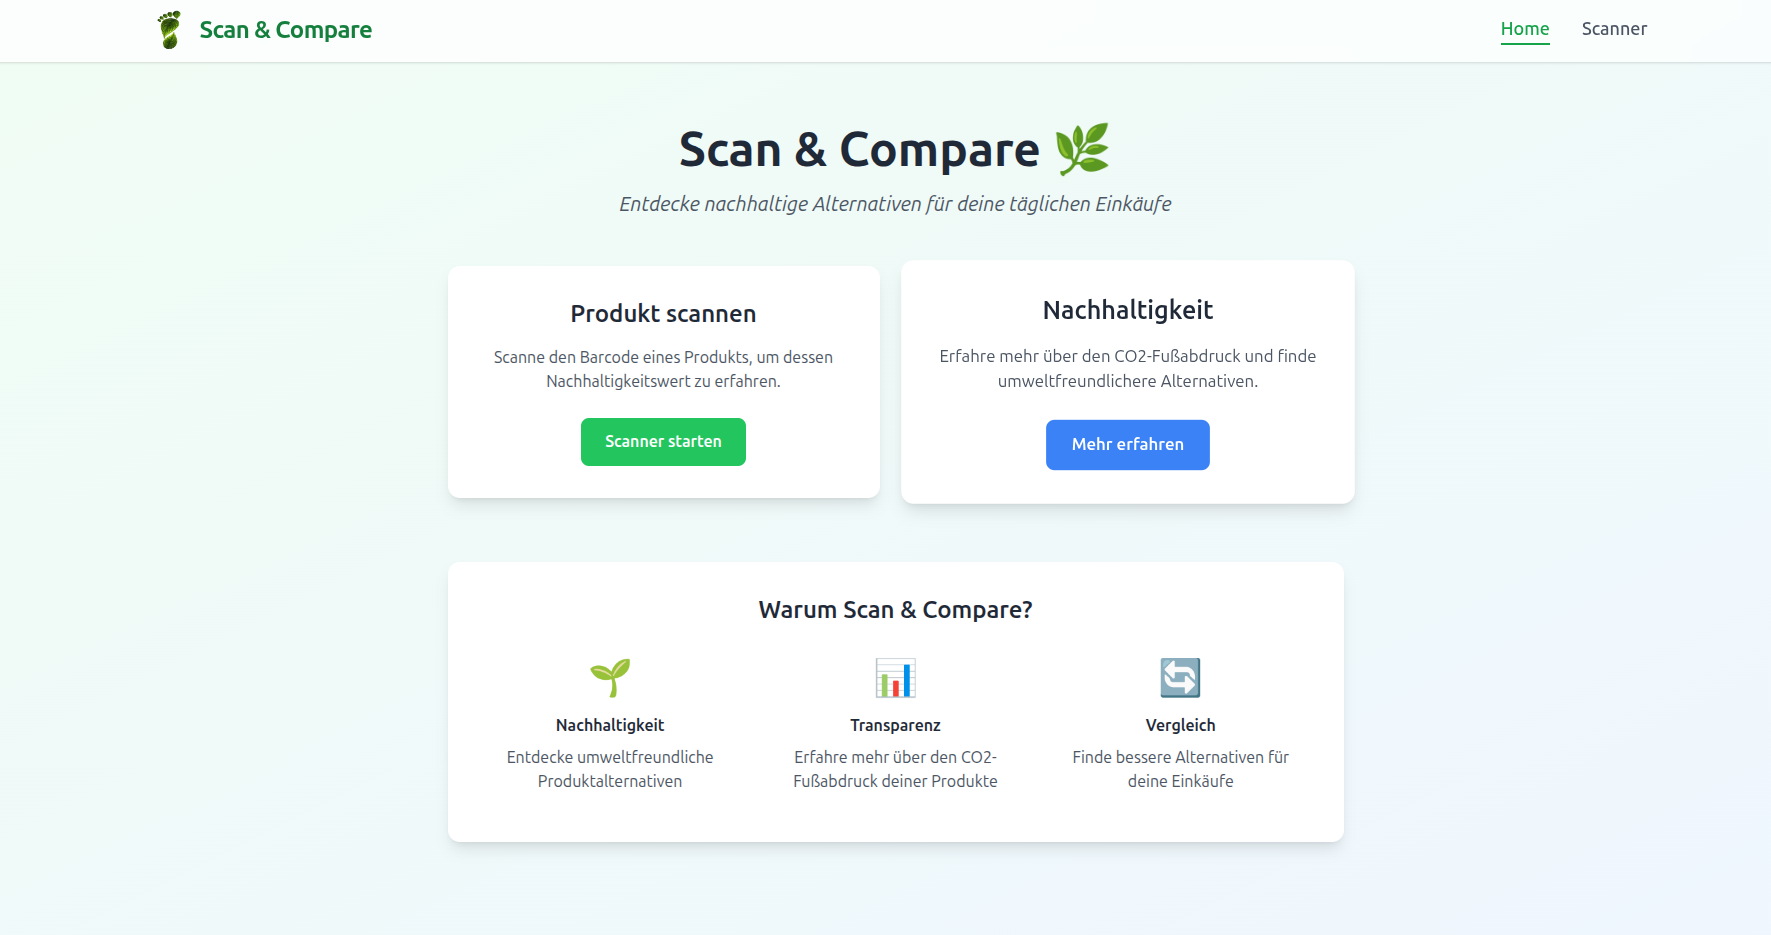 Scan & Compare
Home
Scanner
Scan & Compare
Entdecke nachhaltige Alternativen für deine täglichen Einkäufe
Produkt scannen
Scanne den Barcode eines Produkts, um dessen
Nachhaltigkeitswert zu erfahren.
Scanner starten
Nachhaltigkeit
Erfahre mehr über den CO2-Fußabdruck und finde
umweltfreundlichere Alternativen.
Mehr erfahren
Warum Scan & Compare?
Nachhaltigkeit
Entdecke umweltfreundliche
Produktalternativen
Transparenz
Erfahre mehr über den CO2-
Fußabdruck deiner Produkte
Vergleich
Finde bessere Alternativen für
deine Einkäufe